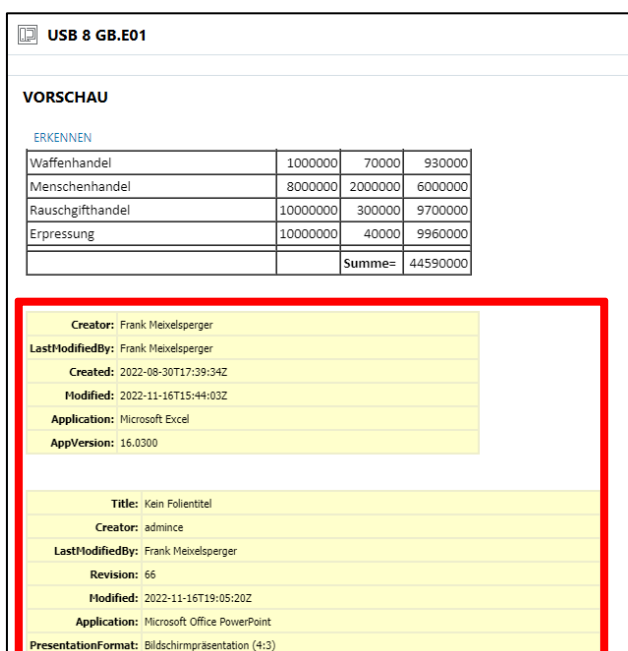 USB 8 GB.E01
VORSCHAU
ERKENNEN
Waffenhandel 1000000 70000 930000
Menschenhandel 8000000 2000000 6000000
Rauschgifthandel 10000000 300000 9700000
Erpressung 10000000 40000 9960000
Summe= 44590000
Creator: Frank Meixelsperger
LastModifiedBy: Frank Meixelsperger
Created: 2022-08-30T17:39:34Z
Modified: 2022-11-16T15:44:03Z
Application: Microsoft Excel
AppVersion: 16.0300
Title: Kein Folientitel
Creator: admince
LastModifiedBy: Frank Meixelsperger
Revision: 66
Modified: 2022-11-16T19:05:20Z
Application: Microsoft Office PowerPoint
PresentationFormat: Bildschirmpräsentation (4:3)